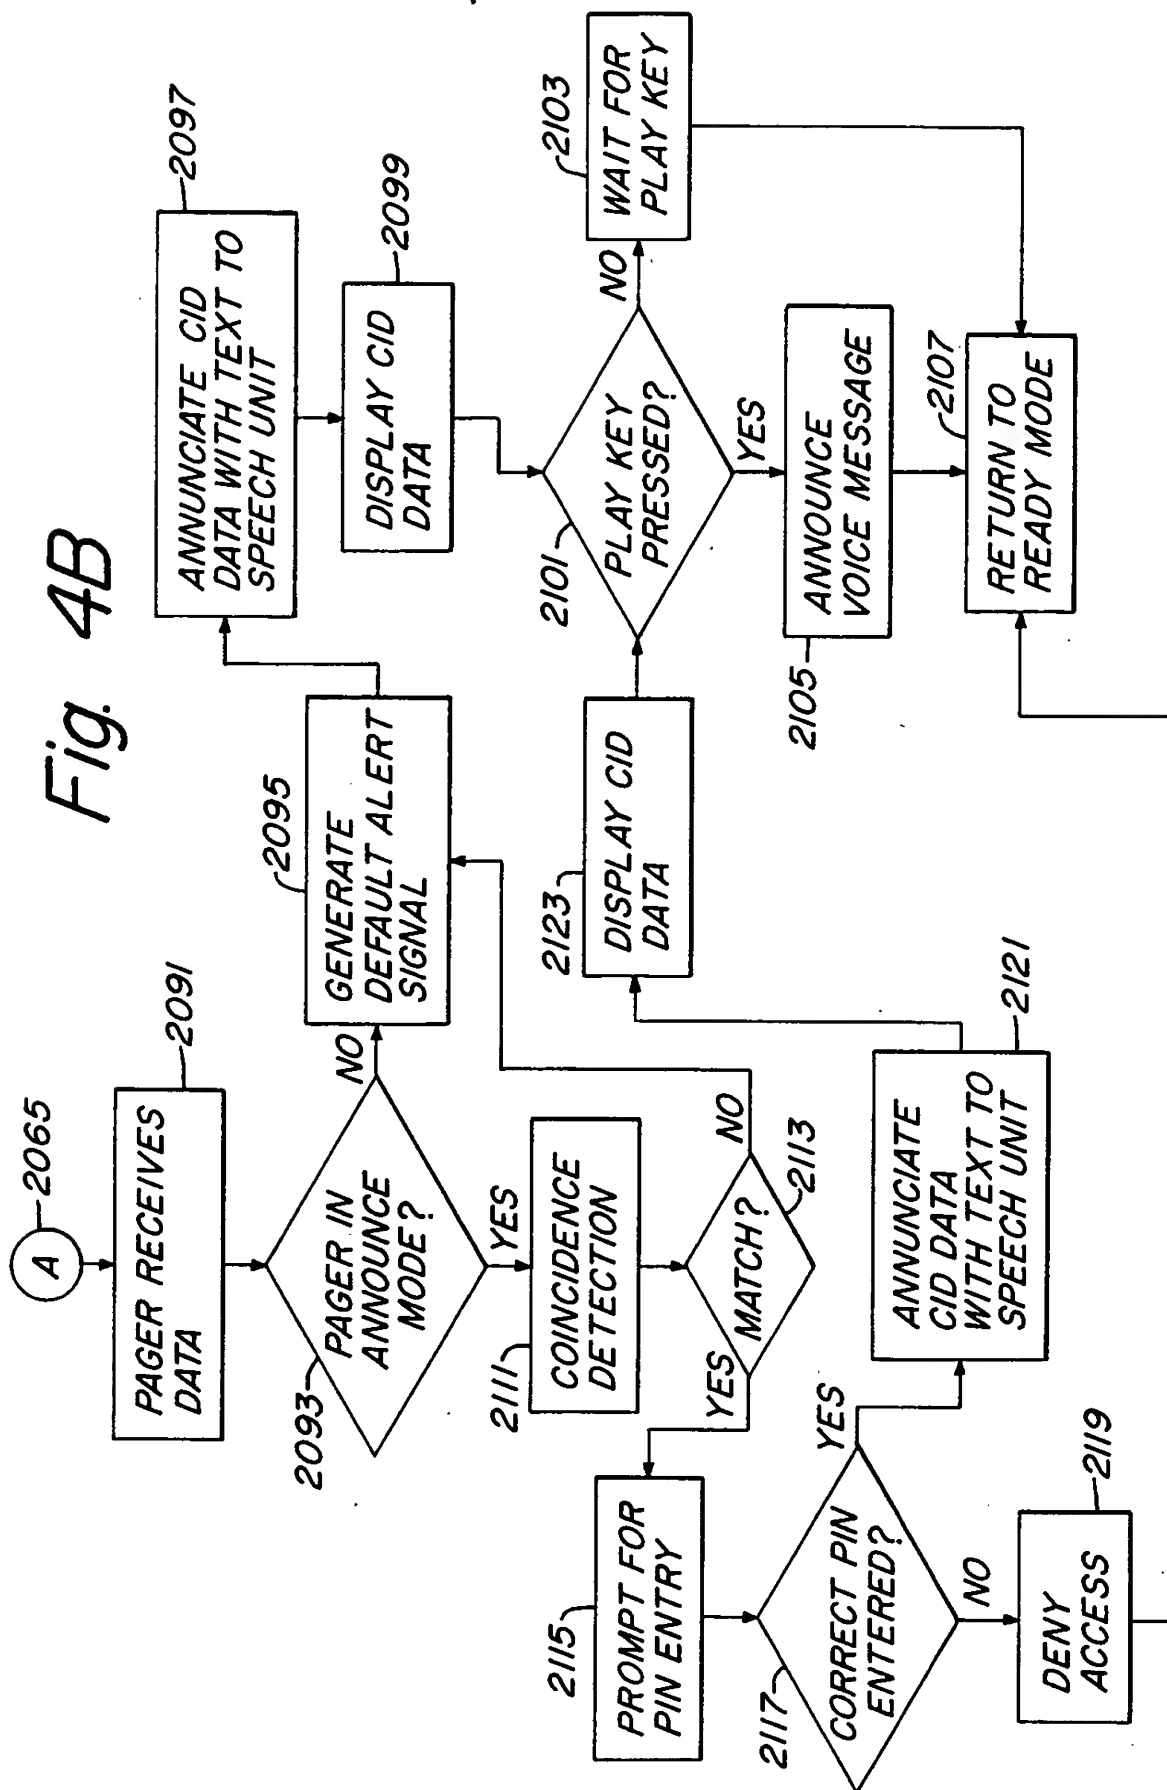 Fig. 4B
A
2065
PAGER RECEIVES
DATA
2091
PAGER IN
ANNOUNCE
MODE?
2093
NO
YES
GENERATE
DEFAULT ALERT
SIGNAL
2095
ANNUNCIATE CID
DATA WITH TEXT TO
SPEECH UNIT
2097
DISPLAY CID
DATA
2099
COINCIDENCE
DETECTION
2111
MATCH?
2113
NO
YES
PROMPT FOR
PIN ENTRY
2115
CORRECT PIN
ENTERED?
2117
YES
NO
DENY
ACCESS
2119
ANNUNCIATE
CID DATA
WITH TEXT TO
SPEECH UNIT
2121
DISPLAY CID
DATA
2123
PLAY KEY
PRESSED?
2101
NO
YES
WAIT FOR
PLAY KEY
2103
ANNOUNCE
VOICE MESSAGE
2105
RETURN TO
READY MODE
2107